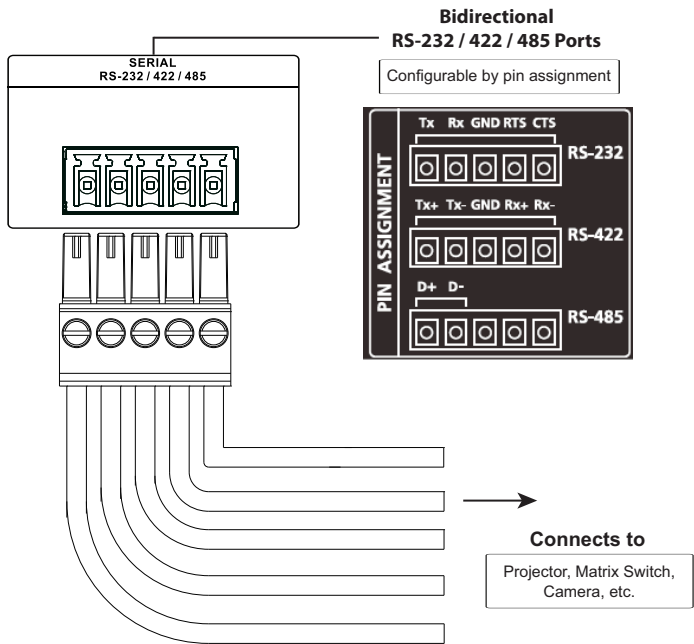 Bidirectional
RS-232 / 422 / 485 Ports
Configurable by pin assignment
SERIAL
RS-232 / 422 / 485
PIN ASSIGNMENT
Tx Rx GND RTS CTS
RS-232
Tx+ Tx- GND Rx+ Rx-
RS-422
D+ D-
RS-485
Connects to
Projector, Matrix Switch,
Camera, etc.